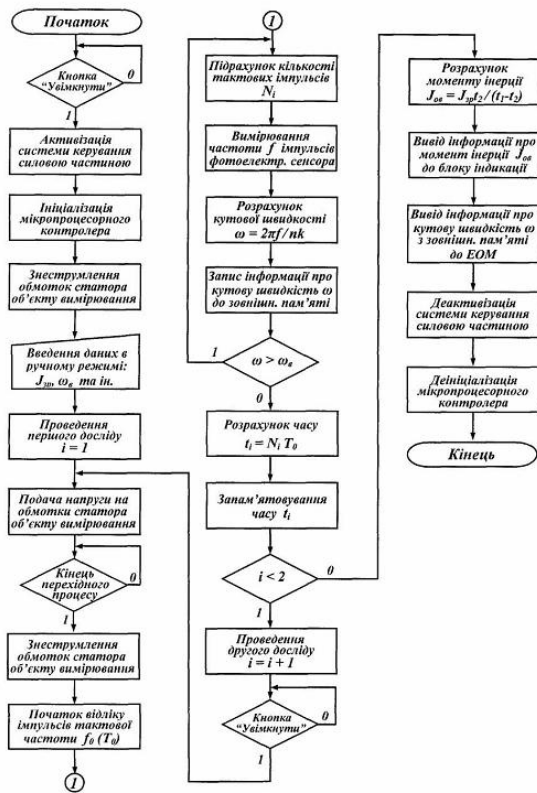 Початок
Кнопка
“Увімкнути”
0
1
Активізація
системи керування
силовою частиною
Ініціалізація
мікропроцесорного
контролера
Знеструмлення
обмоток статора
об’єкту вимірювання
Введення даних в
ручному режимі:
Jзр, ωв та ін.
Проведення
першого досліду
i = 1
Подача напруги на
обмотки статора
об’єкту вимірювання
Кінець
перехідного
процесу
0
1
Знеструмлення
обмоток статора
об’єкту вимірювання
Початок відліку
імпульсів тактової
частоти f0 (T0)
1
1
Підрахунок кількості
тактових імпульсів
Ni
Вимірювання
частоти f імпульсів
фотоелектр. сенсора
Розрахунок
кутової швидкості
ω = 2πf/nk
Запис інформації про
кутову швидкість ω
до зовнішн. пам’яті
1
ω > ωв
0
Розрахунок часу
ti = Ni T0
Запам’ятовування
часу ti
i < 2
0
1
Проведення
другого досліду
i = i + 1
Кнопка
“Увімкнути”
0
1
Розрахунок
моменту інерції
Jов = Jзрt2/(t1-t2)
Вивід інформації про
момент інерції Jов
до блоку індикації
Вивід інформації про
кутову швидкість ω
з зовнішн. пам’яті
до ЕОМ
Деактивізація
системи керування
силовою частиною
Деініціалізація
мікропроцесорного
контролера
Кінець